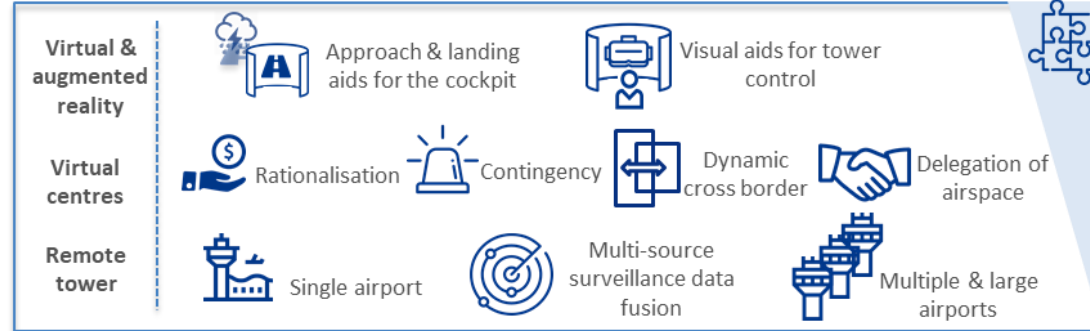 Virtual &
augmented
reality
Approach & landing
aids for the cockpit
Visual aids for tower
control
Virtual
centres
$
Rationalisation
Contingency
Dynamic
cross border
Delegation of
airspace
Remote
tower
Single airport
Multi-source
surveillance data
fusion
Multiple & large
airports